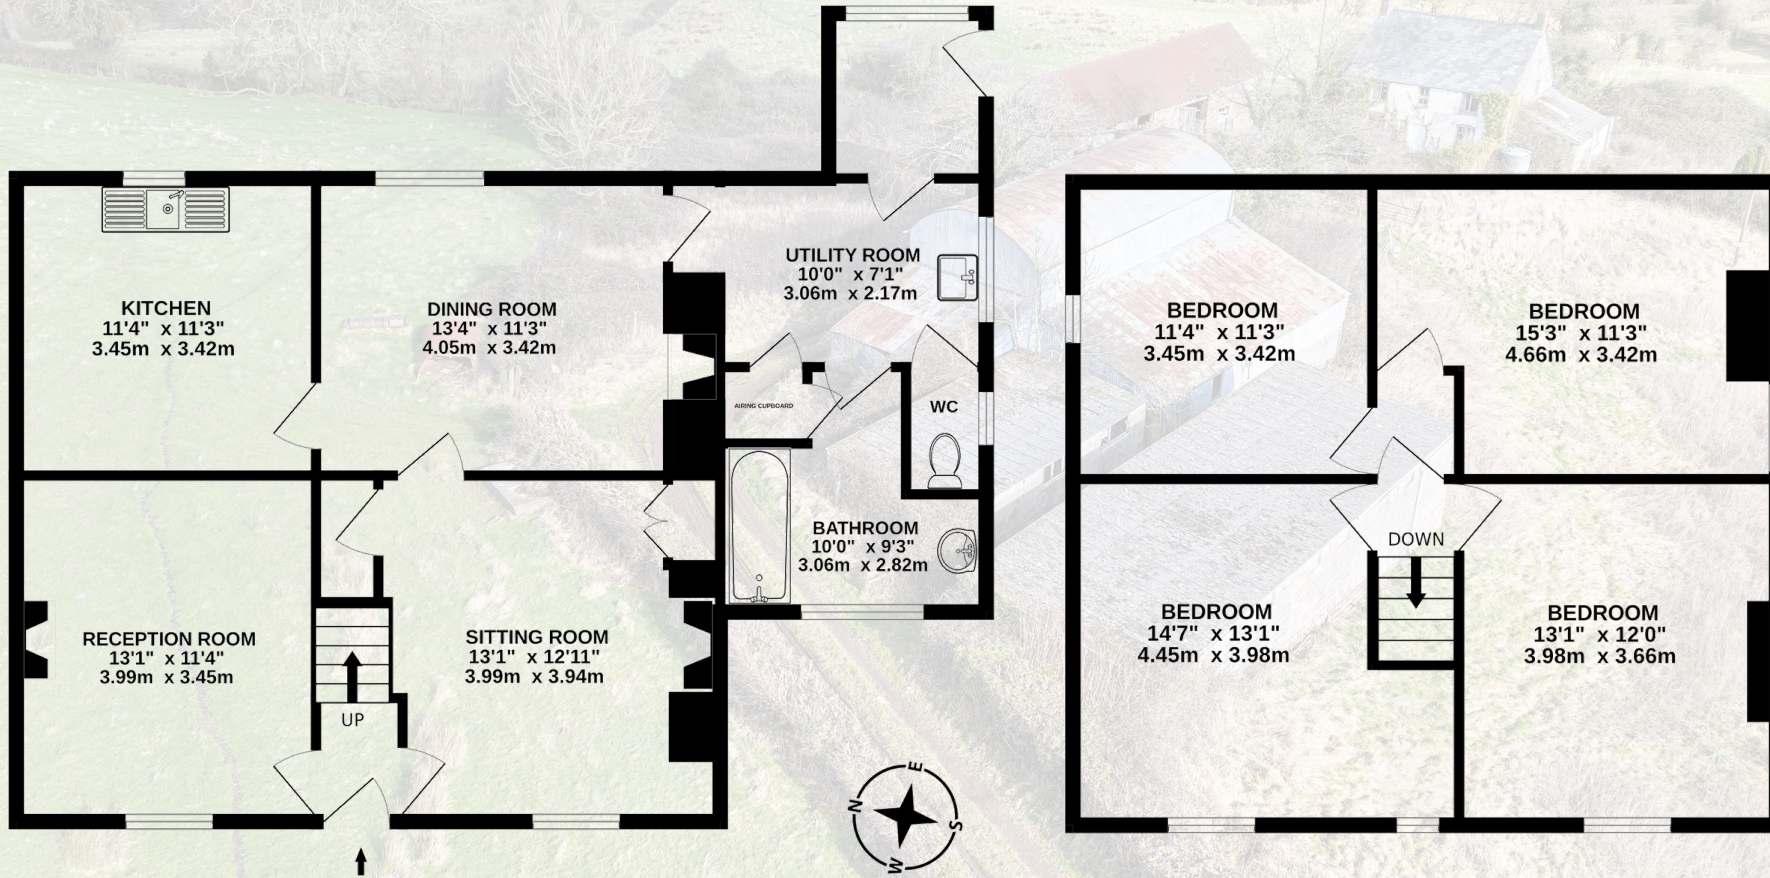 KITCHEN
11'4" x 11'3"
3.45m x 3.42m
DINING ROOM
13'4" x 11'3"
4.05m x 3.42m
UTILITY ROOM
10'0" x 7'1"
3.06m x 2.17m
AIRING CUPBOARD
WC
BATHROOM
10'0" x 9'3"
3.06m x 2.82m
RECEPTION ROOM
13'1" x 11'4"
3.99m x 3.45m
UP
SITTING ROOM
13'1" x 12'11"
3.99m x 3.94m
N
E
S
W
BEDROOM
11'4" x 11'3"
3.45m x 3.42m
BEDROOM
15'3" x 11'3"
4.66m x 3.42m
DOWN
BEDROOM
14'7" x 13'1"
4.45m x 3.98m
BEDROOM
13'1" x 12'0"
3.98m x 3.66m